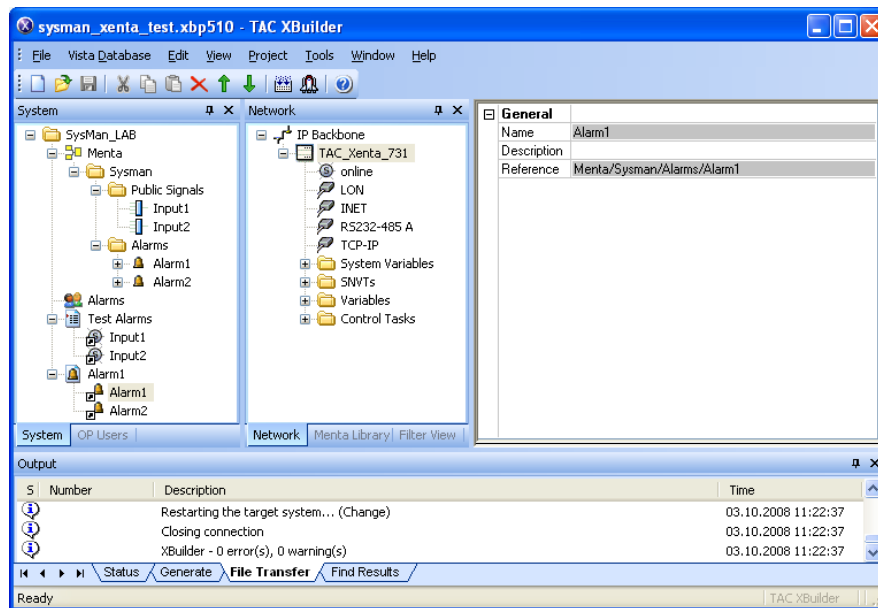 sysman_xenta_test.xbp510 - TAC XBuilder
File Vista Database Edit View Project Tools Window Help
System
SysMan_LAB
Menta
Sysman
Public Signals
Input1
Input2
Alarms
Alarm1
Alarm2
Alarms
Test Alarms
Input1
Input2
Alarm1
Alarm1
Alarm2
System OP Users
Network
IP Backbone
TAC_Xenta_731
online
LON
INET
RS232-485 A
TCP-IP
System Variables
SNVTs
Variables
Control Tasks
Network Menta Library Filter View
General
Name Alarm1
Description
Reference Menta/Sysman/Alarms/Alarm1
Output
S Number Description Time
Restarting the target system... (Change) 03.10.2008 11:22:37
Closing connection 03.10.2008 11:22:37
XBuilder - 0 error(s), 0 warning(s) 03.10.2008 11:22:37
Status Generate File Transfer Find Results
Ready TAC XBuilder